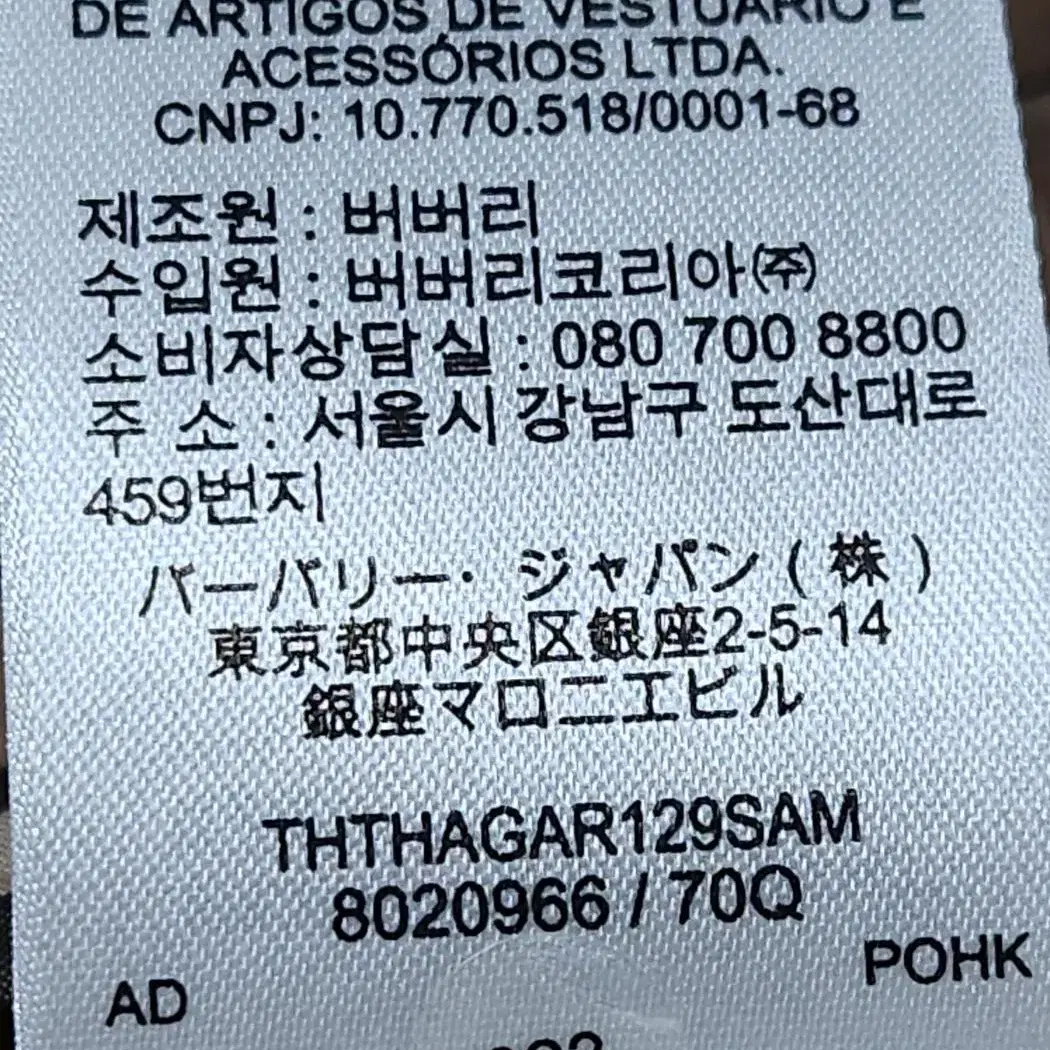 DE ARTIGOS DE VESTUÁRIO E
ACESSÓRIOS LTDA.
CNPJ: 10.770.518/0001-68
제조원 : 버버리
수입원 : 버버리코리아㈜
소비자상담실 : 080 700 8800
주 소 : 서울시 강남구 도산대로
459번지
バーバリー・ジャパン ( 株 )
東京都中央区銀座2-5-14
銀座マロニエビル
THTHAGAR129SAM
8020966 / 70Q
POHK
AD